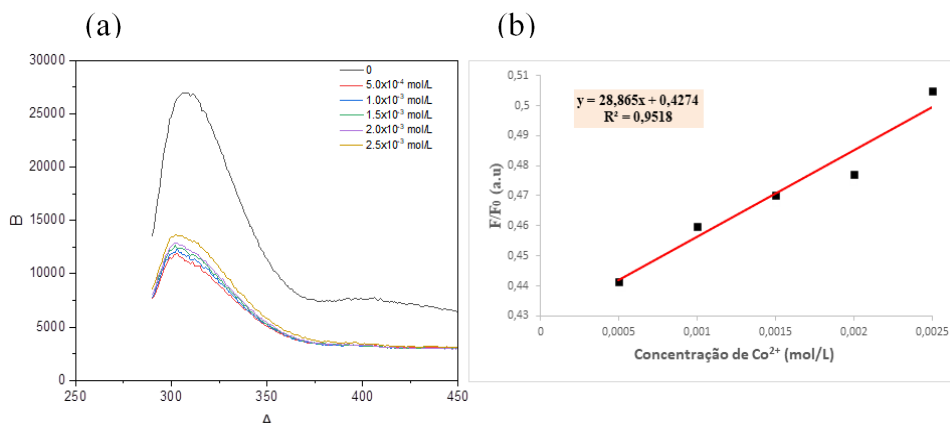 (a)
(b)
30000
25000
20000
15000
10000
5000
0
B
250
300
350
400
450
A
0
5.0x10⁻⁴ mol/L
1.0x10⁻³ mol/L
1.5x10⁻³ mol/L
2.0x10⁻³ mol/L
2.5x10⁻³ mol/L
0,51
0,5
0,49
0,48
0,47
0,46
0,45
0,44
0,43
F/F0 (a.u)
y = 28,865x + 0,4274
R² = 0,9518
0
0,0005
0,001
0,0015
0,002
0,0025
Concentração de Co²⁺ (mol/L)